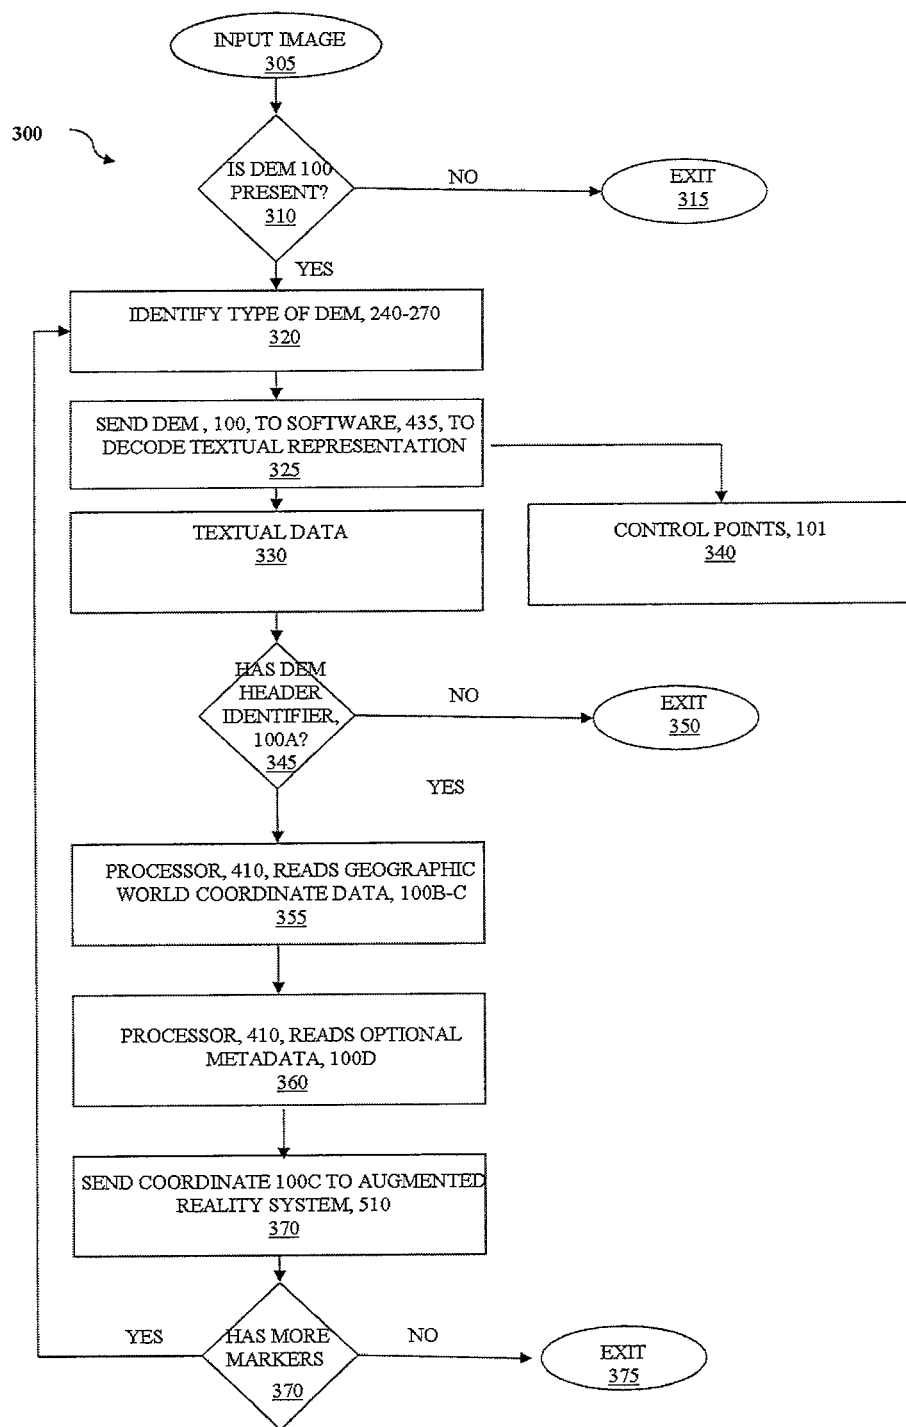 INPUT IMAGE
305
300
IS DEM 100
PRESENT?
310
NO
EXIT
315
YES
IDENTIFY TYPE OF DEM, 240-270
320
SEND DEM , 100, TO SOFTWARE, 435, TO
DECODE TEXTUAL REPRESENTATION
325
TEXTUAL DATA
330
CONTROL POINTS, 101
340
HAS DEM
HEADER
IDENTIFIER,
100A?
345
NO
EXIT
350
YES
PROCESSOR, 410, READS GEOGRAPHIC
WORLD COORDINATE DATA, 100B-C
355
PROCESSOR, 410, READS OPTIONAL
METADATA, 100D
360
SEND COORDINATE 100C TO AUGMENTED
REALITY SYSTEM, 510
370
YES
HAS MORE
MARKERS
370
NO
EXIT
375